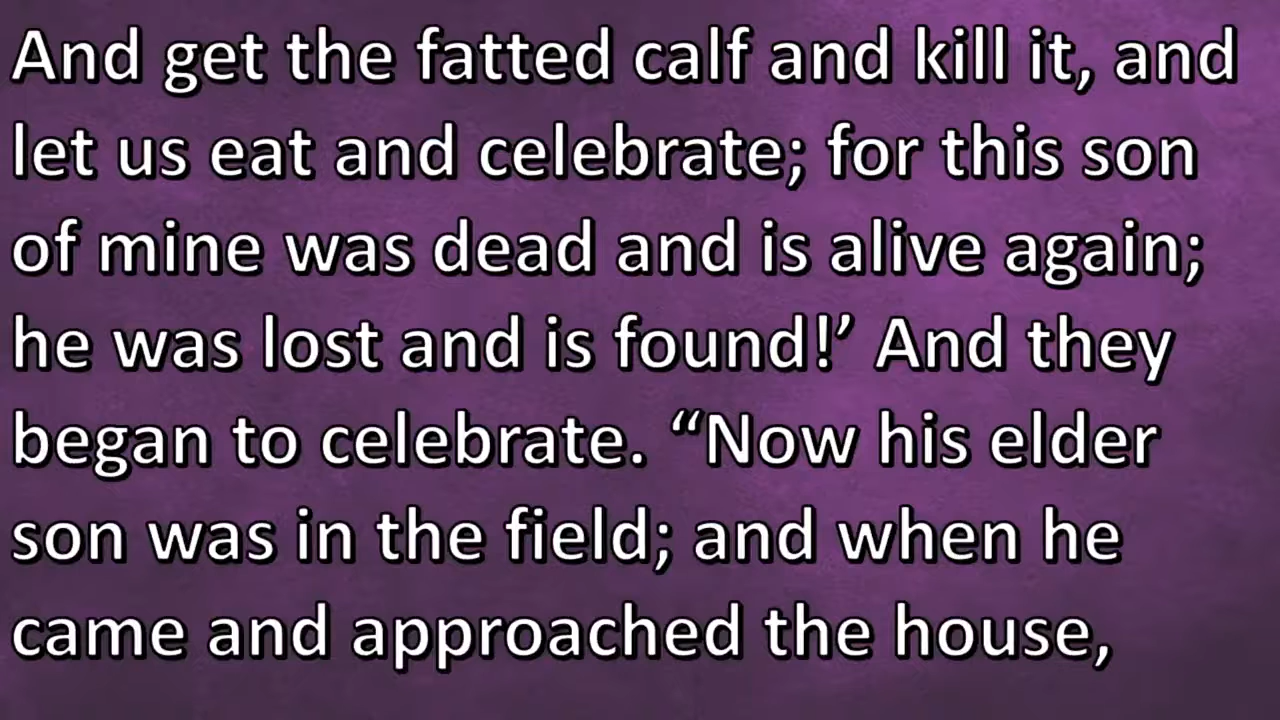 And get the fatted calf and kill it, and
let us eat and celebrate; for this son
of mine was dead and is alive again;
he was lost and is found!’ And they
began to celebrate. “Now his elder
son was in the field; and when he
came and approached the house,